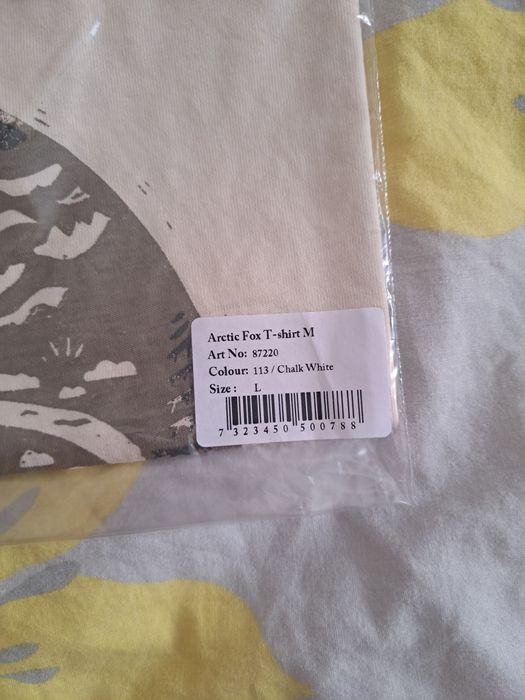 Arctic Fox T-shirt M
Art No: 87220
Colour: 113 / Chalk White
Size : L
7 323450 500788